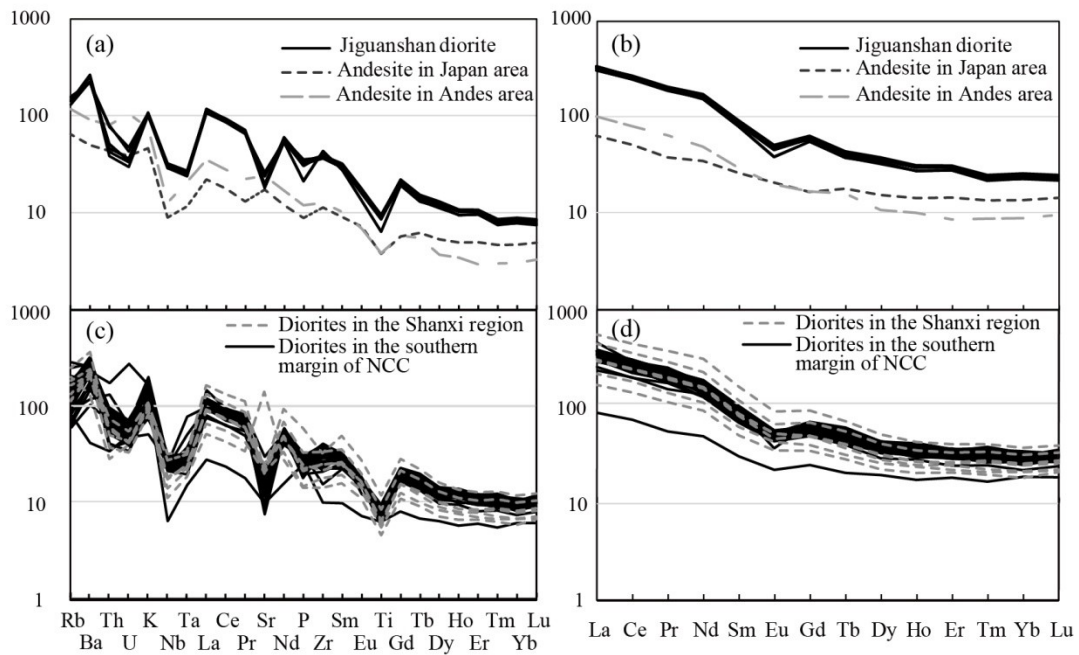 1000
(a)
Jiguanshan diorite
Andesite in Japan area
Andesite in Andes area
100
10
1000
(b)
Jiguanshan diorite
Andesite in Japan area
Andesite in Andes area
100
10
1000
(c)
Diorites in the Shanxi region
Diorites in the southern
margin of NCC
100
10
1
Rb Th K Ta Ce Sr P Sm Ti Tb Ho Tm Lu
Ba U Nb La Pr Nd Zr Eu Gd Dy Er Yb
1000
(d)
Diorites in the Shanxi region
Diorites in the southern
margin of NCC
100
10
1
La Ce Pr Nd Sm Eu Gd Tb Dy Ho Er Tm Yb Lu